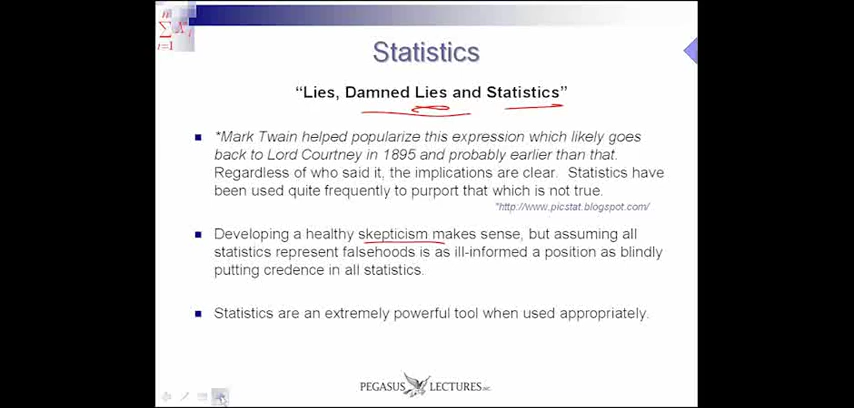 n
∑ Xᵢ
i=1
Statistics
“Lies, Damned Lies and Statistics”
*Mark Twain helped popularize this expression which likely goes
back to Lord Courtney in 1895 and probably earlier than that.
Regardless of who said it, the implications are clear. Statistics have
been used quite frequently to purport that which is not true.
*http://www.picstat.blogspot.com/
Developing a healthy skepticism makes sense, but assuming all
statistics represent falsehoods is as ill-informed a position as blindly
putting credence in all statistics.
Statistics are an extremely powerful tool when used appropriately.
PEGASUS LECTURES INC.